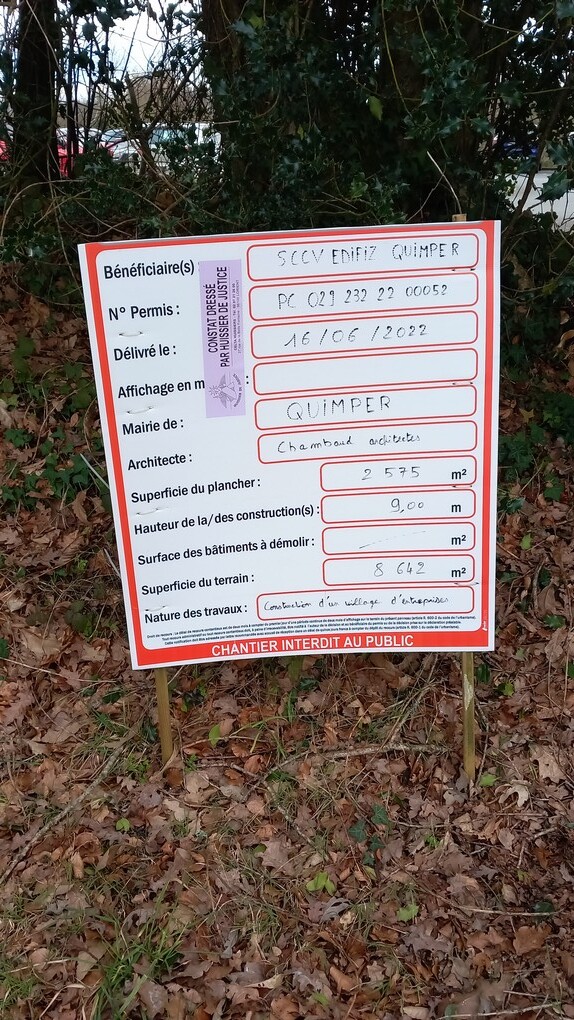 Bénéficiaire(s) SCCV EDIFIZ QUIMPER
N° Permis : PC 029 232 22 00052
Délivré le : 16/06/2022
Affichage en m :
Mairie de : QUIMPER
Architecte : Chambaud architectes
Superficie du plancher : 2 575 m²
Hauteur de la/des construction(s) : 9,00 m
Surface des bâtiments à démolir : m²
Superficie du terrain : 8 642 m²
Nature des travaux : Construction d'un village d'entreprises
CHANTIER INTERDIT AU PUBLIC
CONSTAT DRESSÉ
PAR HUISSIER DE JUSTICE